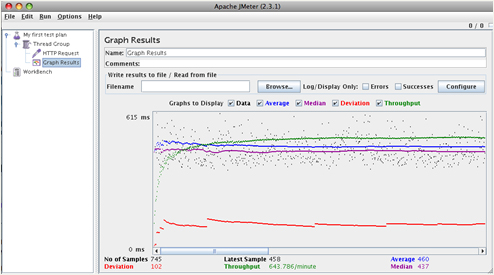 Apache JMeter (2.3.1)
File Edit Run Options Help
0 / 0
My first test plan
Thread Group
HTTP Request
Graph Results
WorkBench
Graph Results
Name: Graph Results
Comments:
Write results to file / Read from file
Filename Browse... Log/Display Only: Errors Successes Configure
Graphs to Display Data Average Median Deviation Throughput
615 ms
0 ms
No of Samples 745 Latest Sample 458 Average 460
Deviation 102 Throughput 643.786/minute Median 437